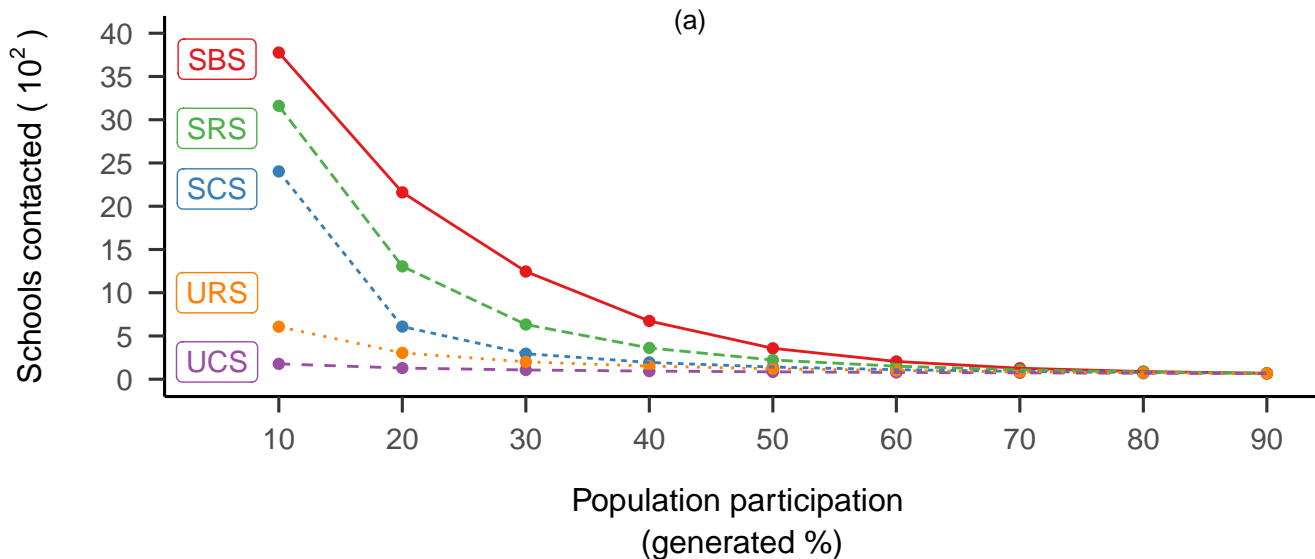 (a)
Schools contacted ( 10²)
40
35
30
25
20
15
10
5
0
SBS
SRS
SCS
URS
UCS
10 20 30 40 50 60 70 80 90
Population participation
(generated %)